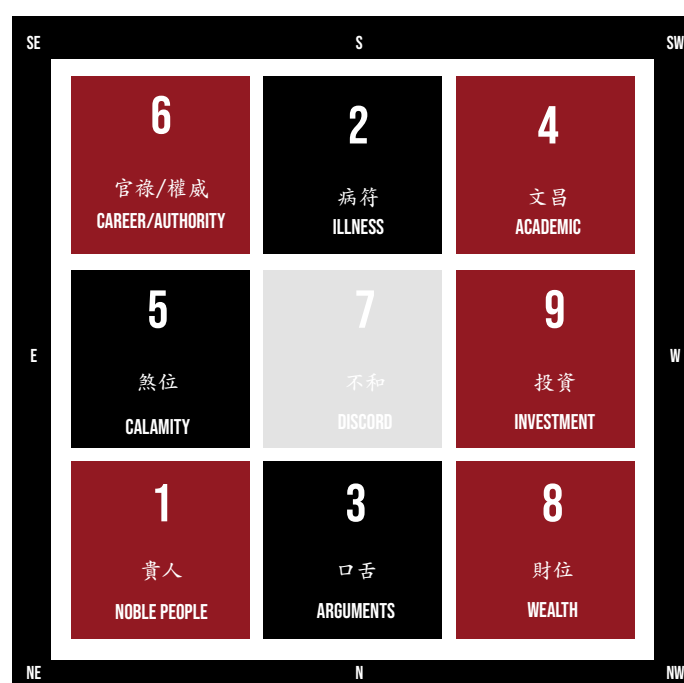 SE S SW
6
官祿/權威
CAREER/AUTHORITY
2
病符
ILLNESS
4
文昌
ACADEMIC
E
5
煞位
CALAMITY
7
不和
DISCORD
9
投資
INVESTMENT
W
1
貴人
NOBLE PEOPLE
3
口舌
ARGUMENTS
8
財位
WEALTH
NE N NW